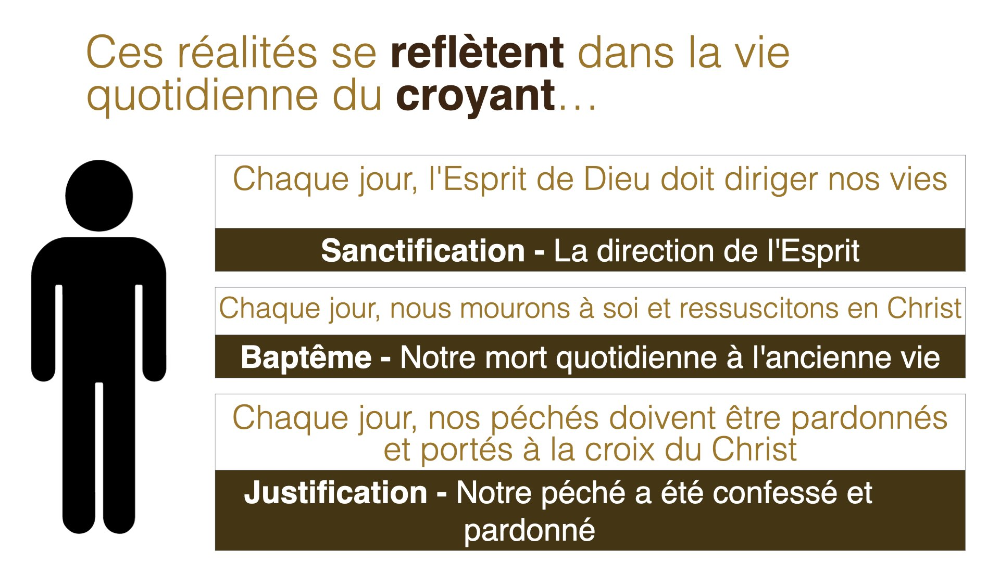 Ces réalités se reflètent dans la vie
quotidienne du croyant…
Chaque jour, l'Esprit de Dieu doit diriger nos vies
Sanctification - La direction de l'Esprit
Chaque jour, nous mourons à soi et ressuscitons en Christ
Baptême - Notre mort quotidienne à l'ancienne vie
Chaque jour, nos péchés doivent être pardonnés
et portés à la croix du Christ
Justification - Notre péché a été confessé et
pardonné